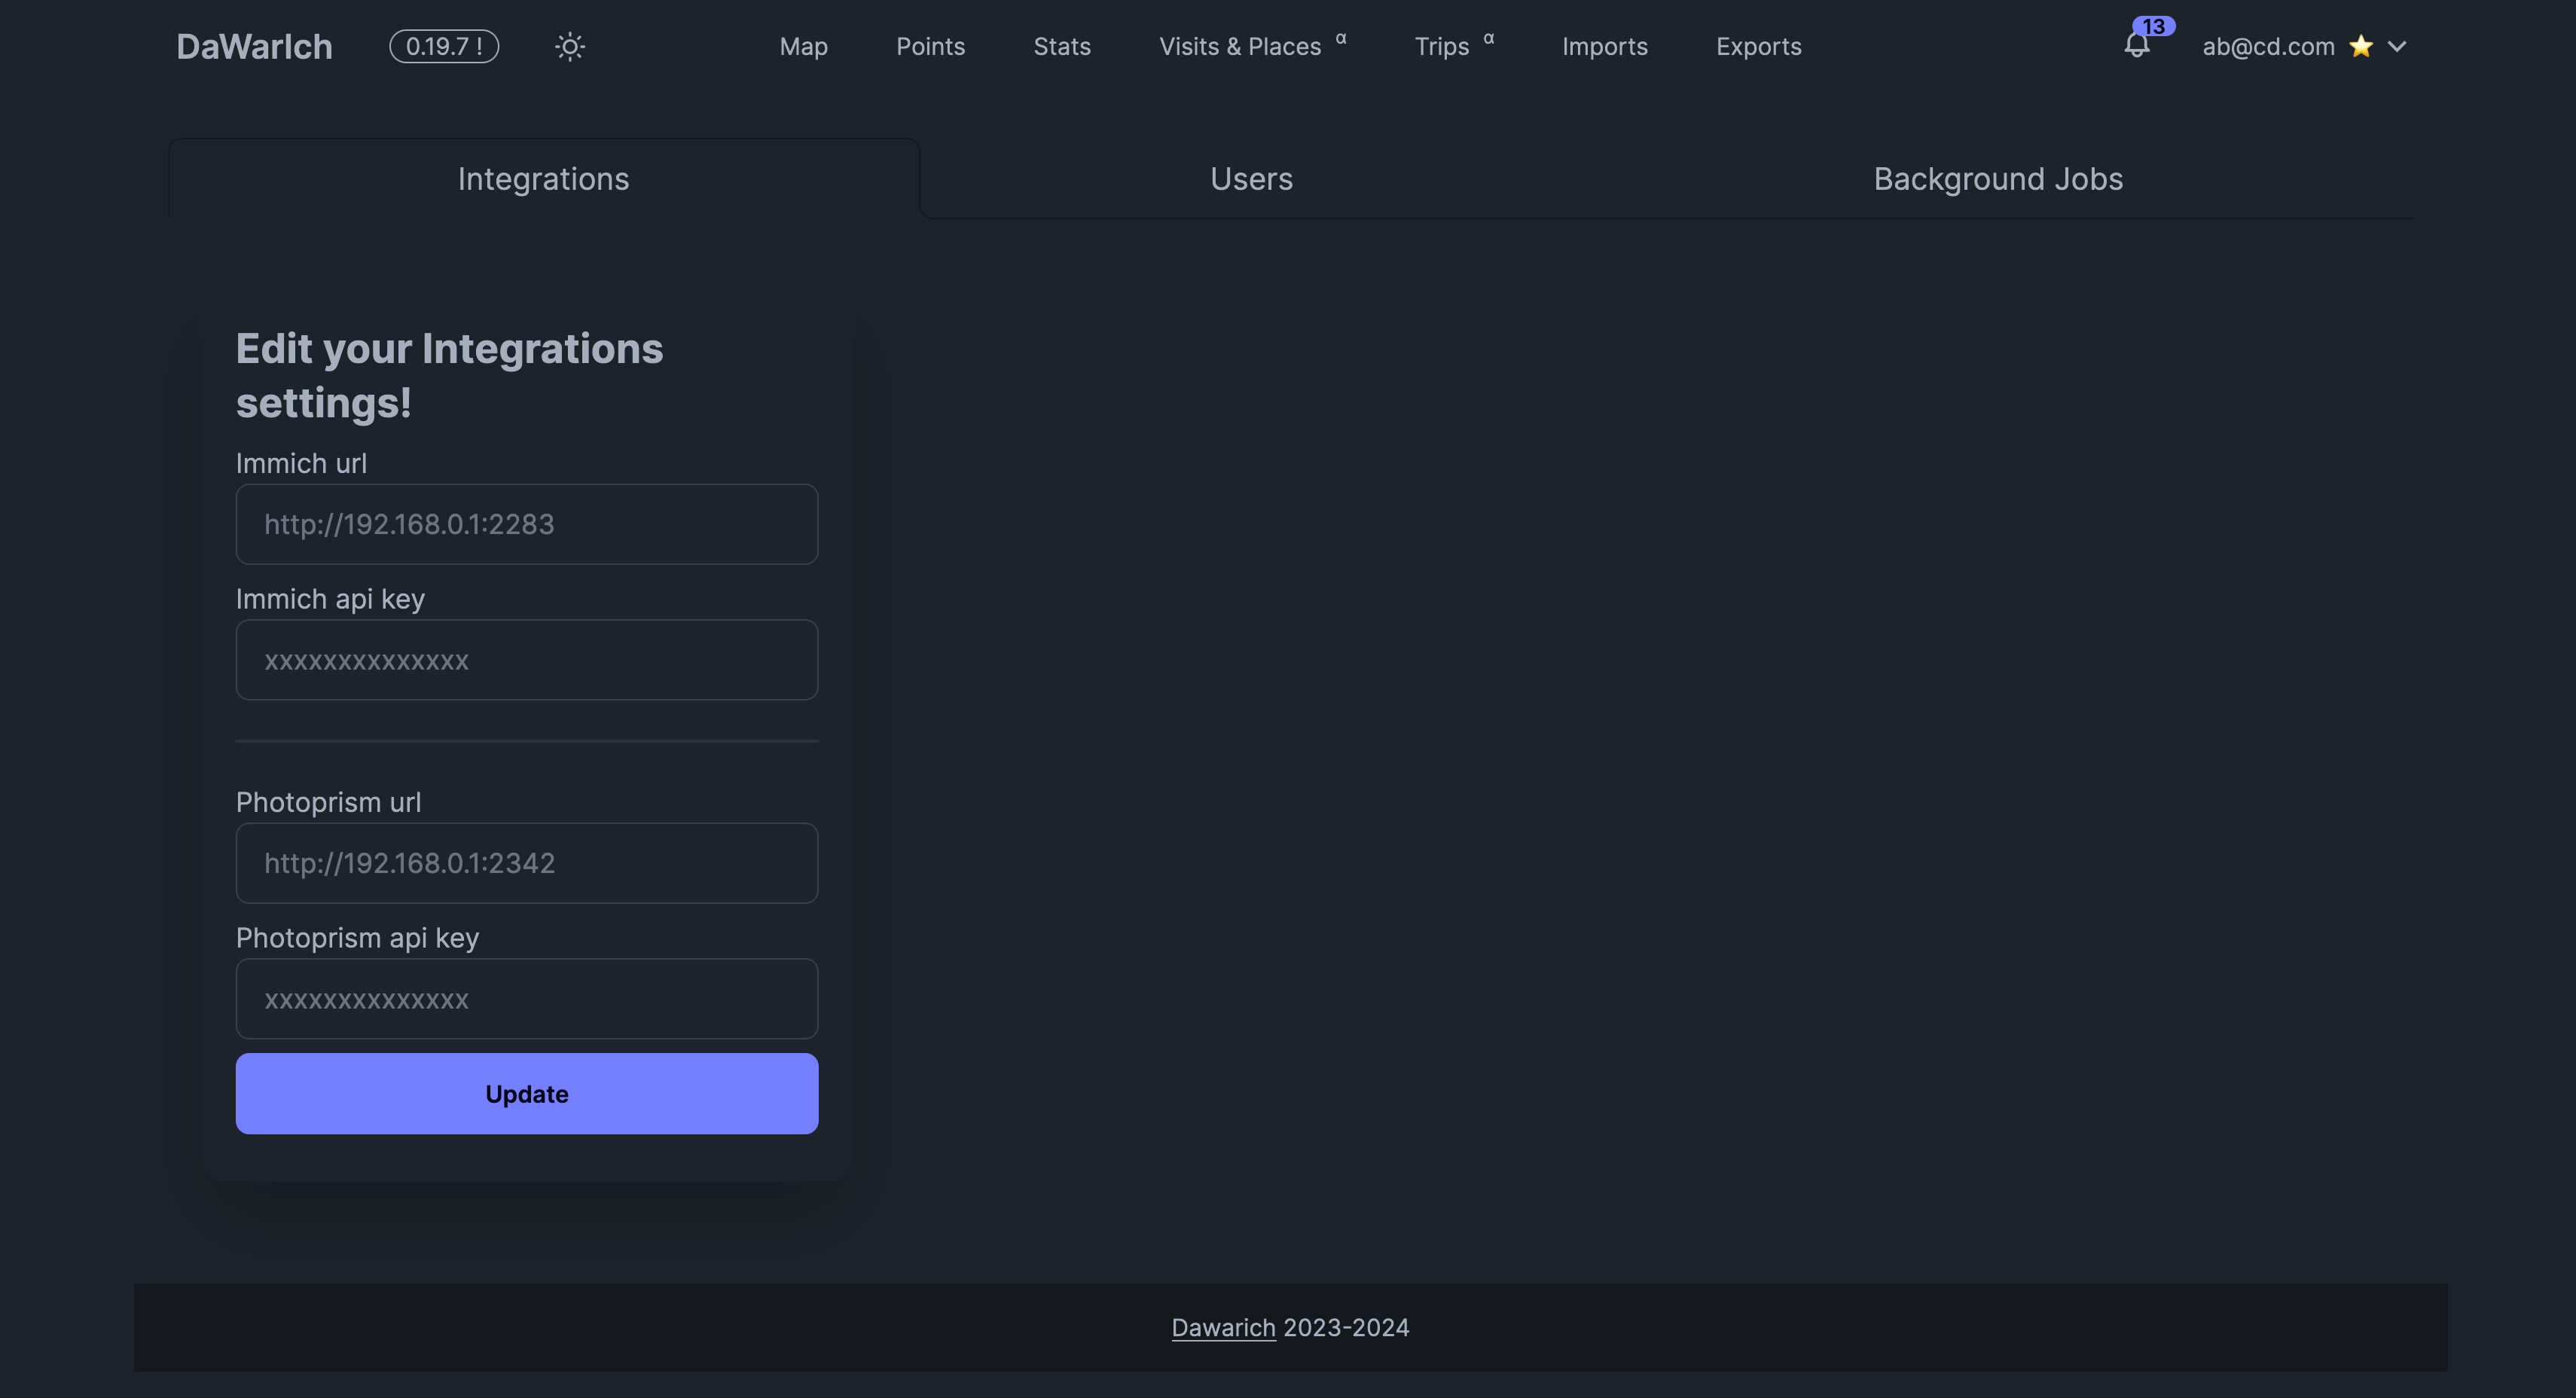 DaWarIch 0.19.7 ! Map Points Stats Visits & Places α Trips α Imports Exports 13 ab@cd.com
Integrations Users Background Jobs
Edit your Integrations
settings!
Immich url
http://192.168.0.1:2283
Immich api key
xxxxxxxxxxxxxx
Photoprism url
http://192.168.0.1:2342
Photoprism api key
xxxxxxxxxxxxxx
Update
Dawarich 2023-2024